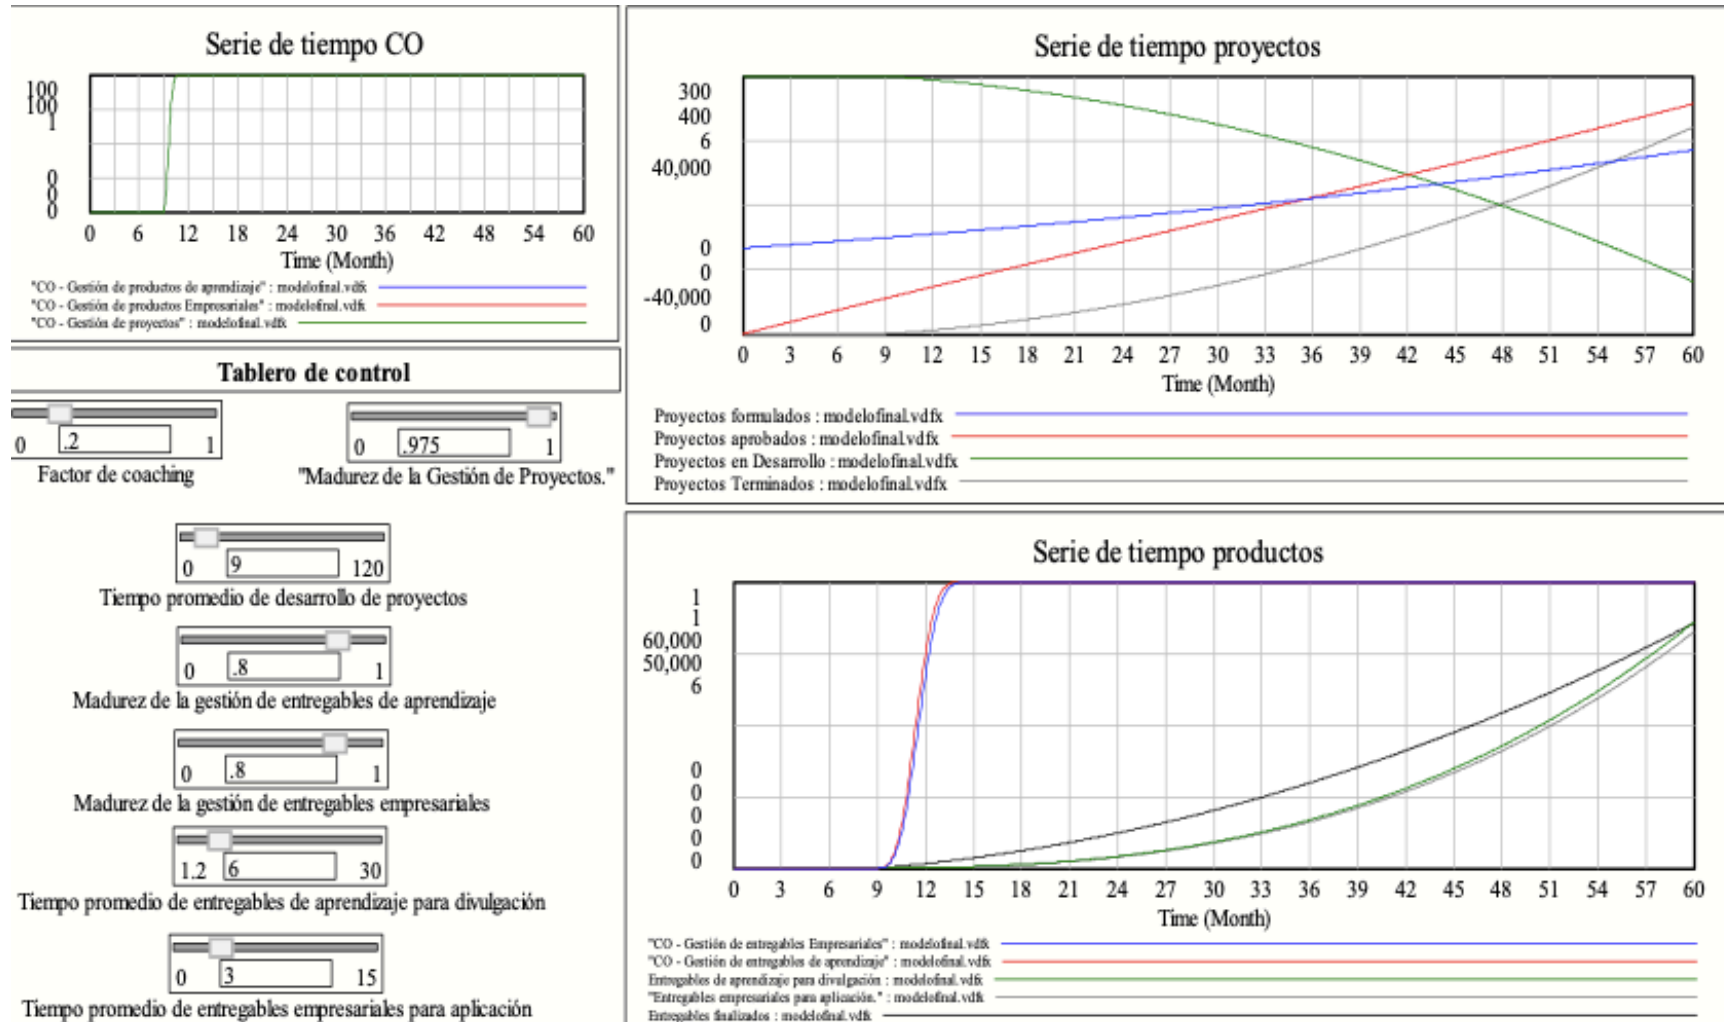 Serie de tiempo CO
100
100
1
0
0
0
0 6 12 18 24 30 36 42 48 54 60
Time (Month)
"CO - Gestión de productos de aprendizaje" : modelofinal.vdfx
"CO - Gestión de productos Empresariales" : modelofinal.vdfx
"CO - Gestión de proyectos" : modelofinal.vdfx
Tablero de control
0 .2 1
Factor de coaching
0 .975 1
"Madurez de la Gestión de Proyectos."
0 9 120
Tiempo promedio de desarrollo de proyectos
0 .8 1
Madurez de la gestión de entregables de aprendizaje
0 .8 1
Madurez de la gestión de entregables empresariales
1.2 6 30
Tiempo promedio de entregables de aprendizaje para divulgación
0 3 15
Tiempo promedio de entregables empresariales para aplicación
Serie de tiempo proyectos
300
400
6
40,000
0
0
-40,000
0
0 3 6 9 12 15 18 21 24 27 30 33 36 39 42 45 48 51 54 57 60
Time (Month)
Proyectos formulados : modelofinal.vdfx
Proyectos aprobados : modelofinal.vdfx
Proyectos en Desarrollo : modelofinal.vdfx
Proyectos Terminados : modelofinal.vdfx
Serie de tiempo productos
1
1
60,000
50,000
6
0
0
0
0
0
0 3 6 9 12 15 18 21 24 27 30 33 36 39 42 45 48 51 54 57 60
Time (Month)
"CO - Gestión de entregables Empresariales" : modelofinal.vdfx
"CO - Gestión de entregables de aprendizaje" : modelofinal.vdfx
Entregables de aprendizaje para divulgación : modelofinal.vdfx
"Entregables empresariales para aplicación." : modelofinal.vdfx
Entregables finalizados : modelofinal.vdfx